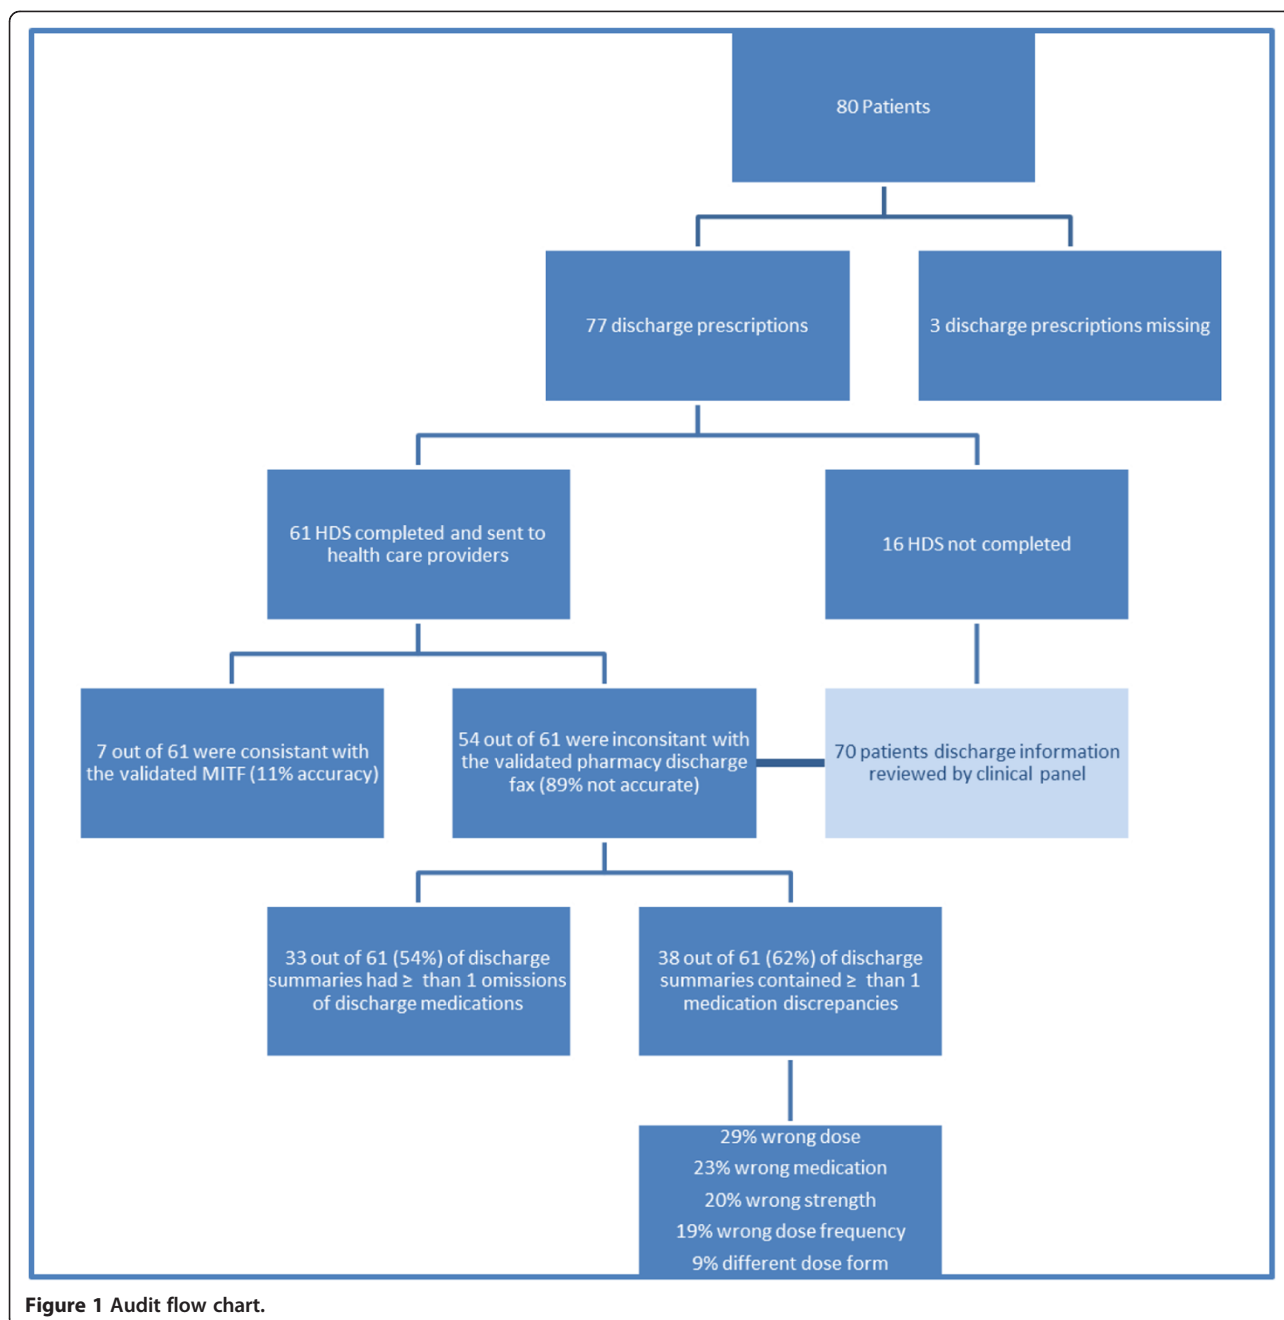 80 Patients
77 discharge prescriptions
3 discharge prescriptions missing
61 HDS completed and sent to
health care providers
16 HDS not completed
7 out of 61 were consistant with
the validated MITF (11% accuracy)
54 out of 61 were inconsitant with
the validated pharmacy discharge
fax (89% not accurate)
70 patients discharge information
reviewed by clinical panel
33 out of 61 (54%) of discharge
summaries had ≥ than 1 omissions
of discharge medications
38 out of 61 (62%) of discharge
summaries contained ≥ than 1
medication discrepancies
29% wrong dose
23% wrong medication
20% wrong strength
19% wrong dose frequency
9% different dose form
Figure 1 Audit flow chart.